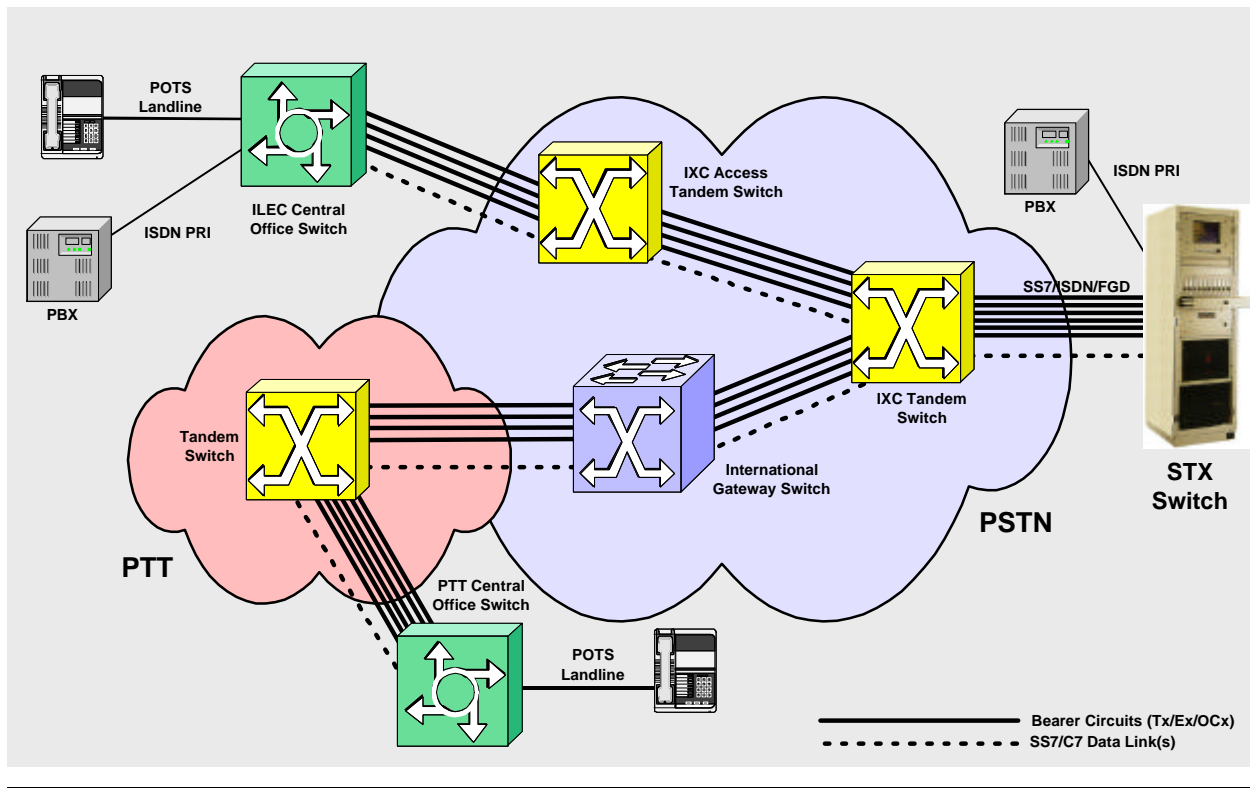 POTS
Landline
ILEC Central
Office Switch
ISDN PRI
PBX
IXC Access
Tandem Switch
PBX
ISDN PRI
SS7/ISDN/FGD
IXC Tandem
Switch
STX
Switch
Tandem
Switch
International
Gateway Switch
PSTN
PTT
PTT Central
Office Switch
POTS
Landline
Bearer Circuits (Tx/Ex/OCx)
SS7/C7 Data Link(s)